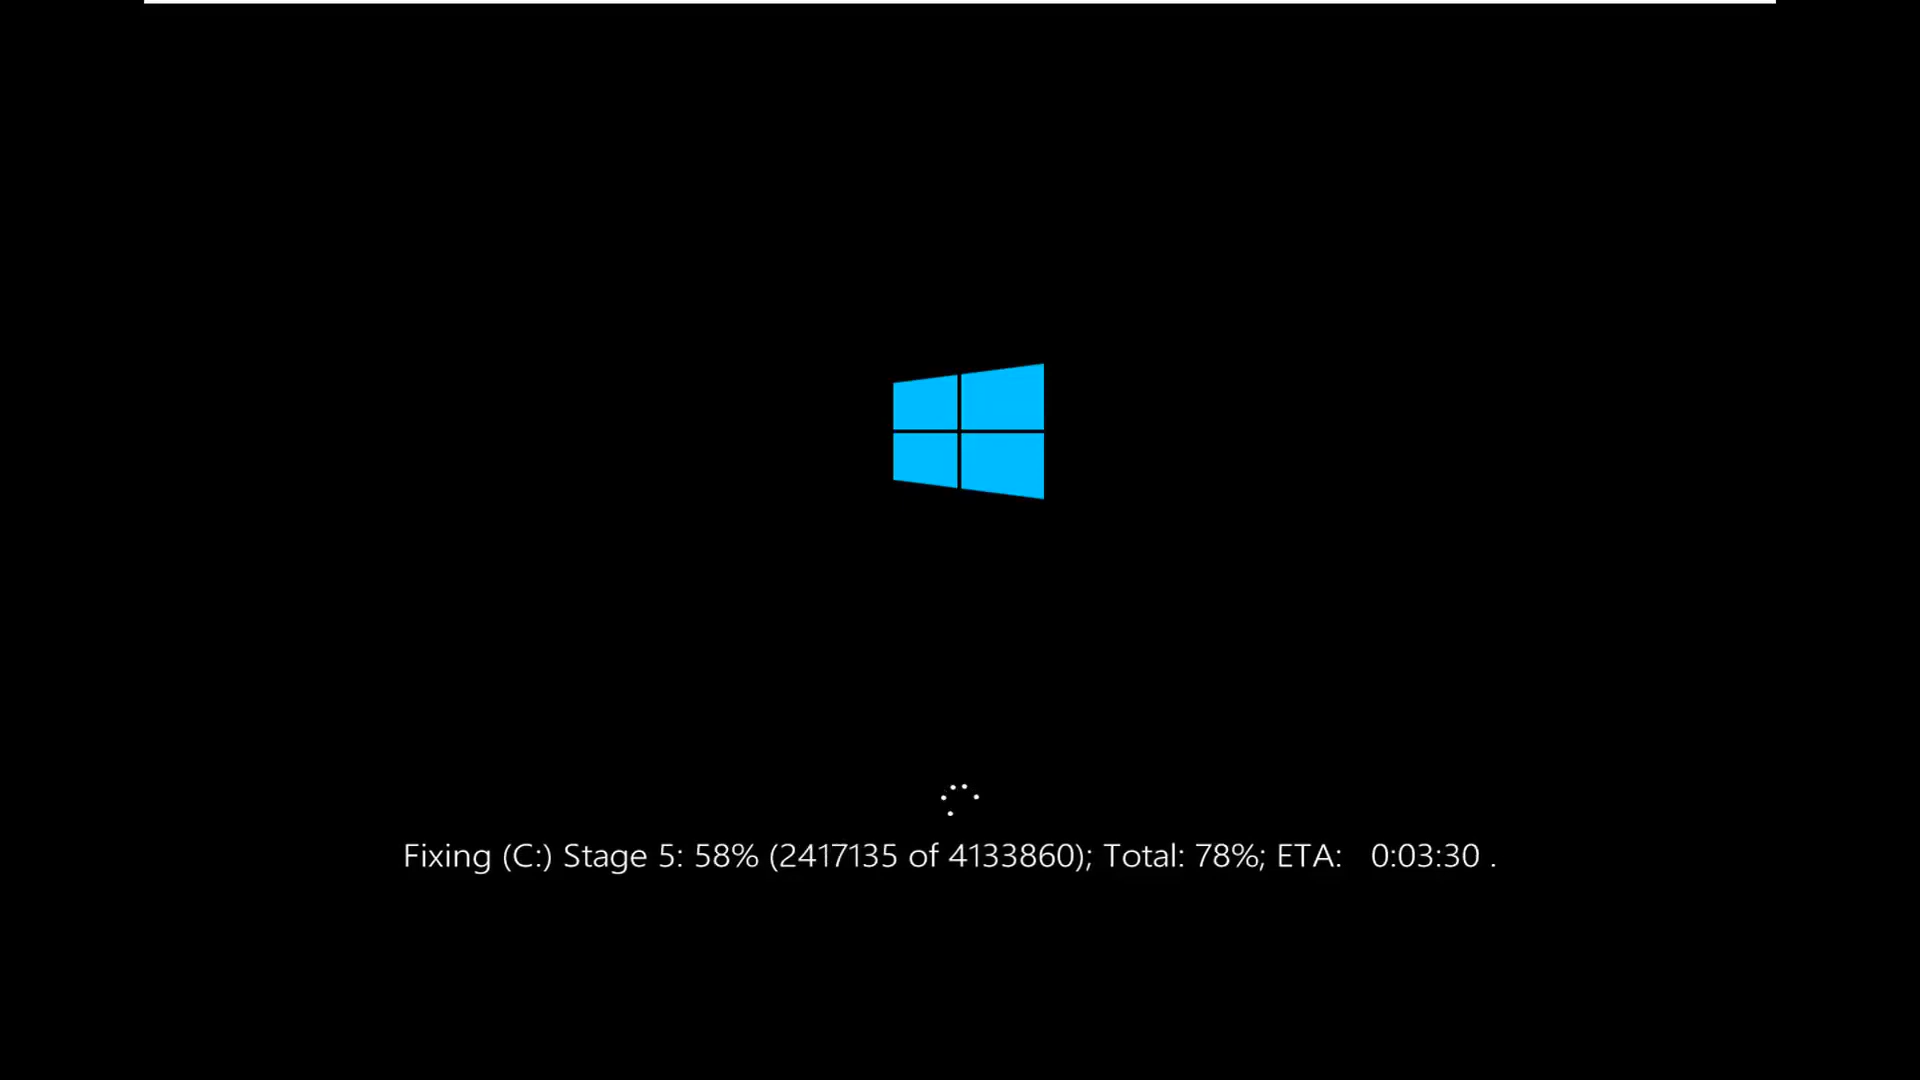 Fixing (C:) Stage 5: 58% (2417135 of 4133860); Total: 78%; ETA:   0:03:30 .